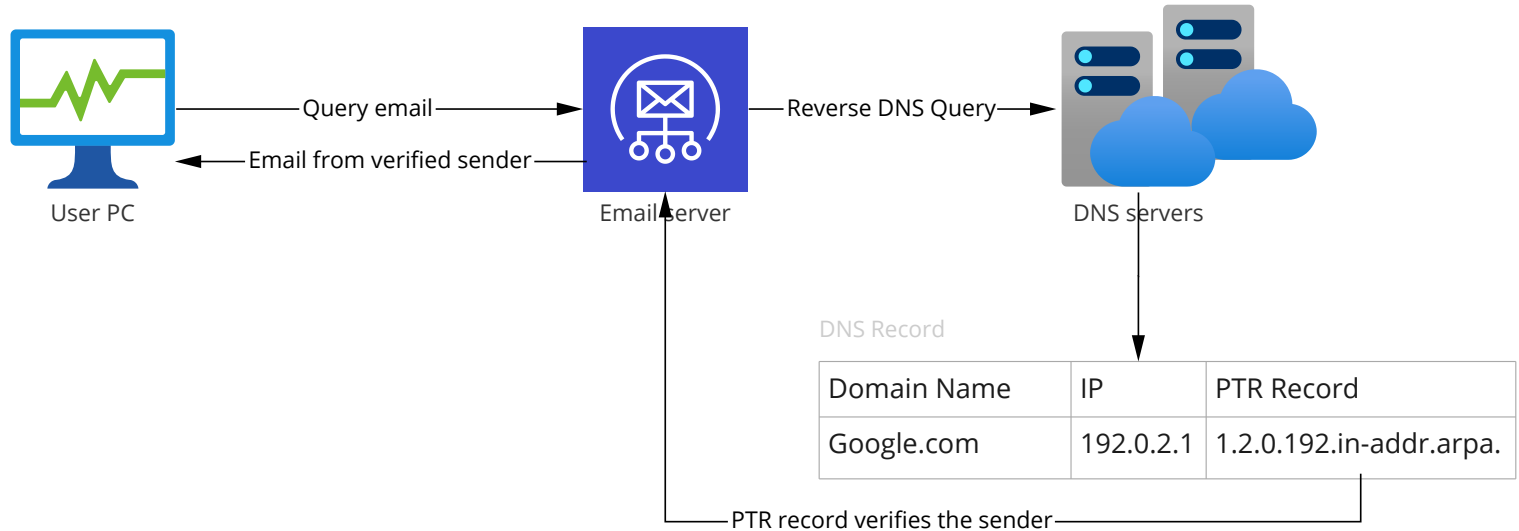 Query email
Reverse DNS Query
Email from verified sender
User PC
Email server
DNS servers
DNS Record
Domain Name IP PTR Record
Google.com 192.0.2.1 1.2.0.192.in-addr.arpa.
PTR record verifies the sender